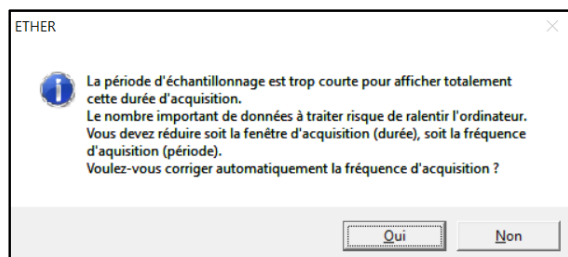 ETHER
La période d'échantillonnage est trop courte pour afficher totalement
cette durée d'acquisition.
Le nombre important de données à traiter risque de ralentir l'ordinateur.
Vous devez réduire soit la fenêtre d'acquisition (durée), soit la fréquence
d'aquisition (période).
Voulez-vous corriger automatiquement la fréquence d'acquisition ?
Oui
Non